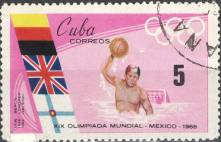 Cuba
CORREOS
5
XIX OLIMPIADA MUNDIAL - MEXICO - 1968